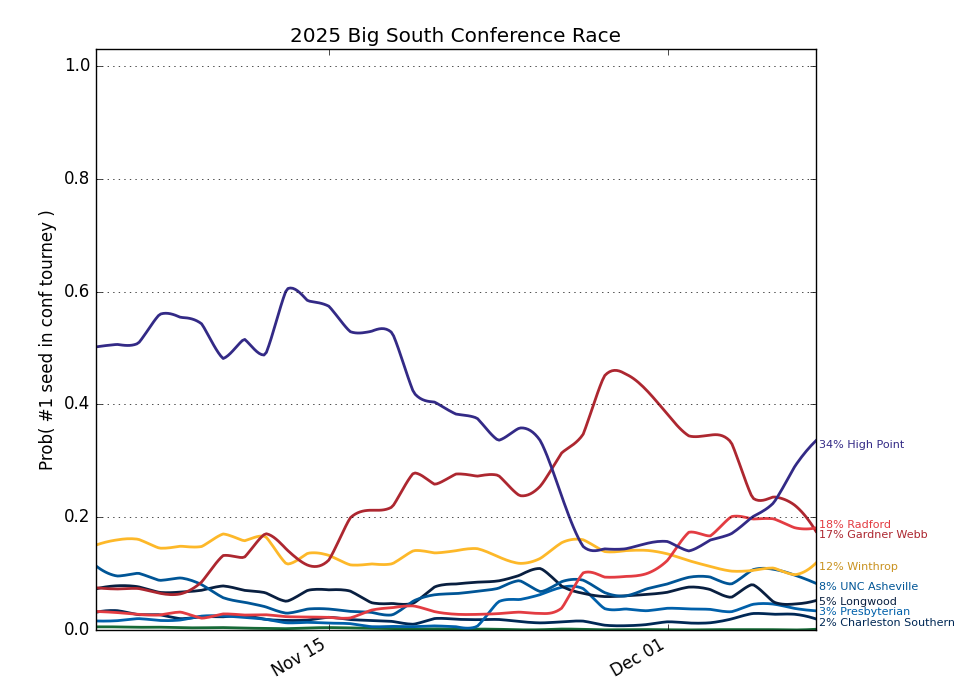 2025 Big South Conference Race
Prob( #1 seed in conf tourney )
1.0
0.8
0.6
0.4
0.2
0.0
Nov 15
Dec 01
34% High Point
18% Radford
17% Gardner Webb
12% Winthrop
8% UNC Asheville
5% Longwood
3% Presbyterian
2% Charleston Southern